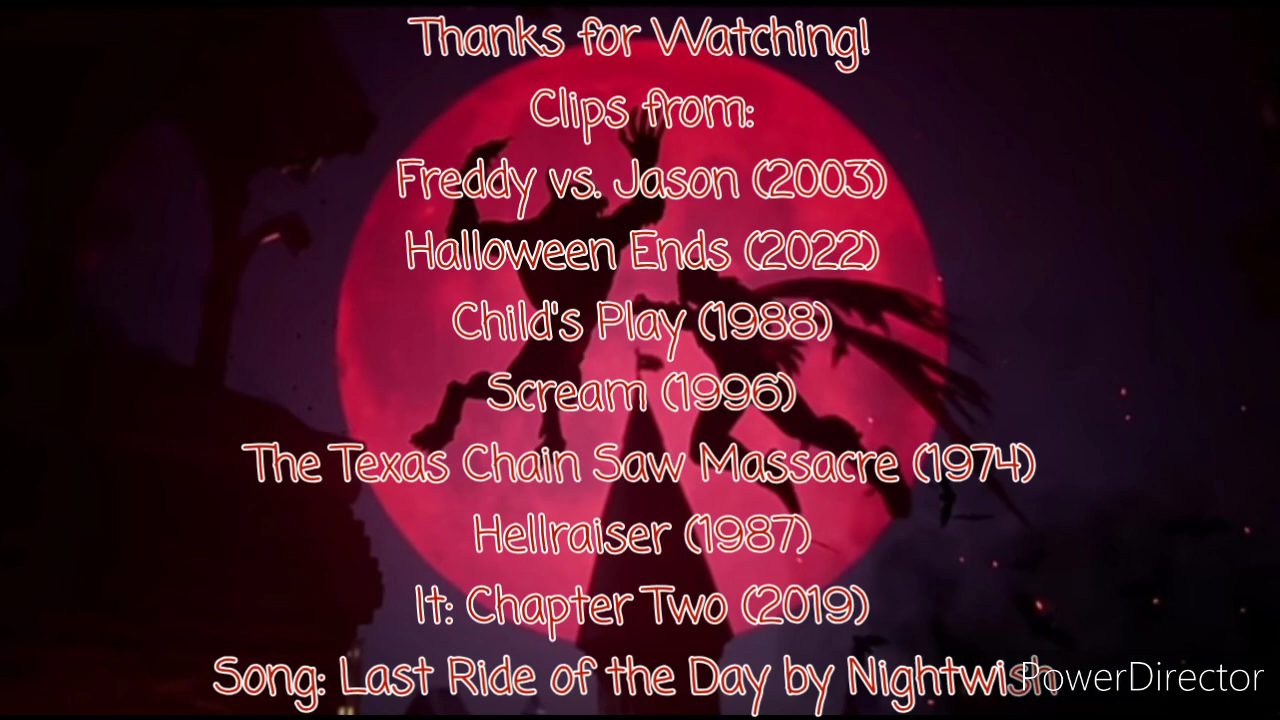 Thanks for Watching!
Clips from:
Freddy vs. Jason (2003)
Halloween Ends (2022)
Child's Play (1988)
Scream (1996)
The Texas Chain Saw Massacre (1974)
Hellraiser (1987)
It: Chapter Two (2019)
Song: Last Ride of the Day by Nightwish
PowerDirector